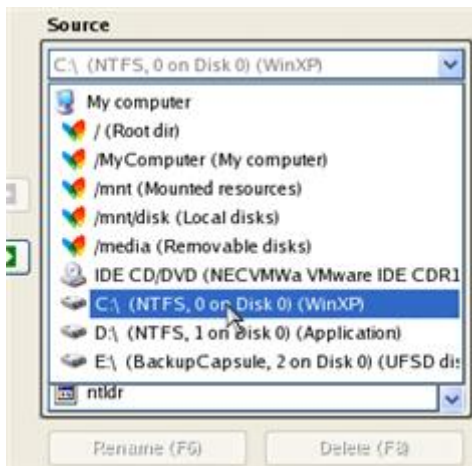 Source
C:\ (NTFS, 0 on Disk 0) (WinXP)
My computer
/ (Root dir)
/MyComputer (My computer)
/mnt (Mounted resources)
/mnt/disk (Local disks)
/media (Removable disks)
IDE CD/DVD (NECVMWa VMware IDE CDR1
C:\ (NTFS, 0 on Disk 0) (WinXP)
D:\ (NTFS, 1 on Disk 0) (Application)
E:\ (BackupCapsule, 2 on Disk 0) (UFSD dis
ntldr
Rename (F6) Delete (F8)